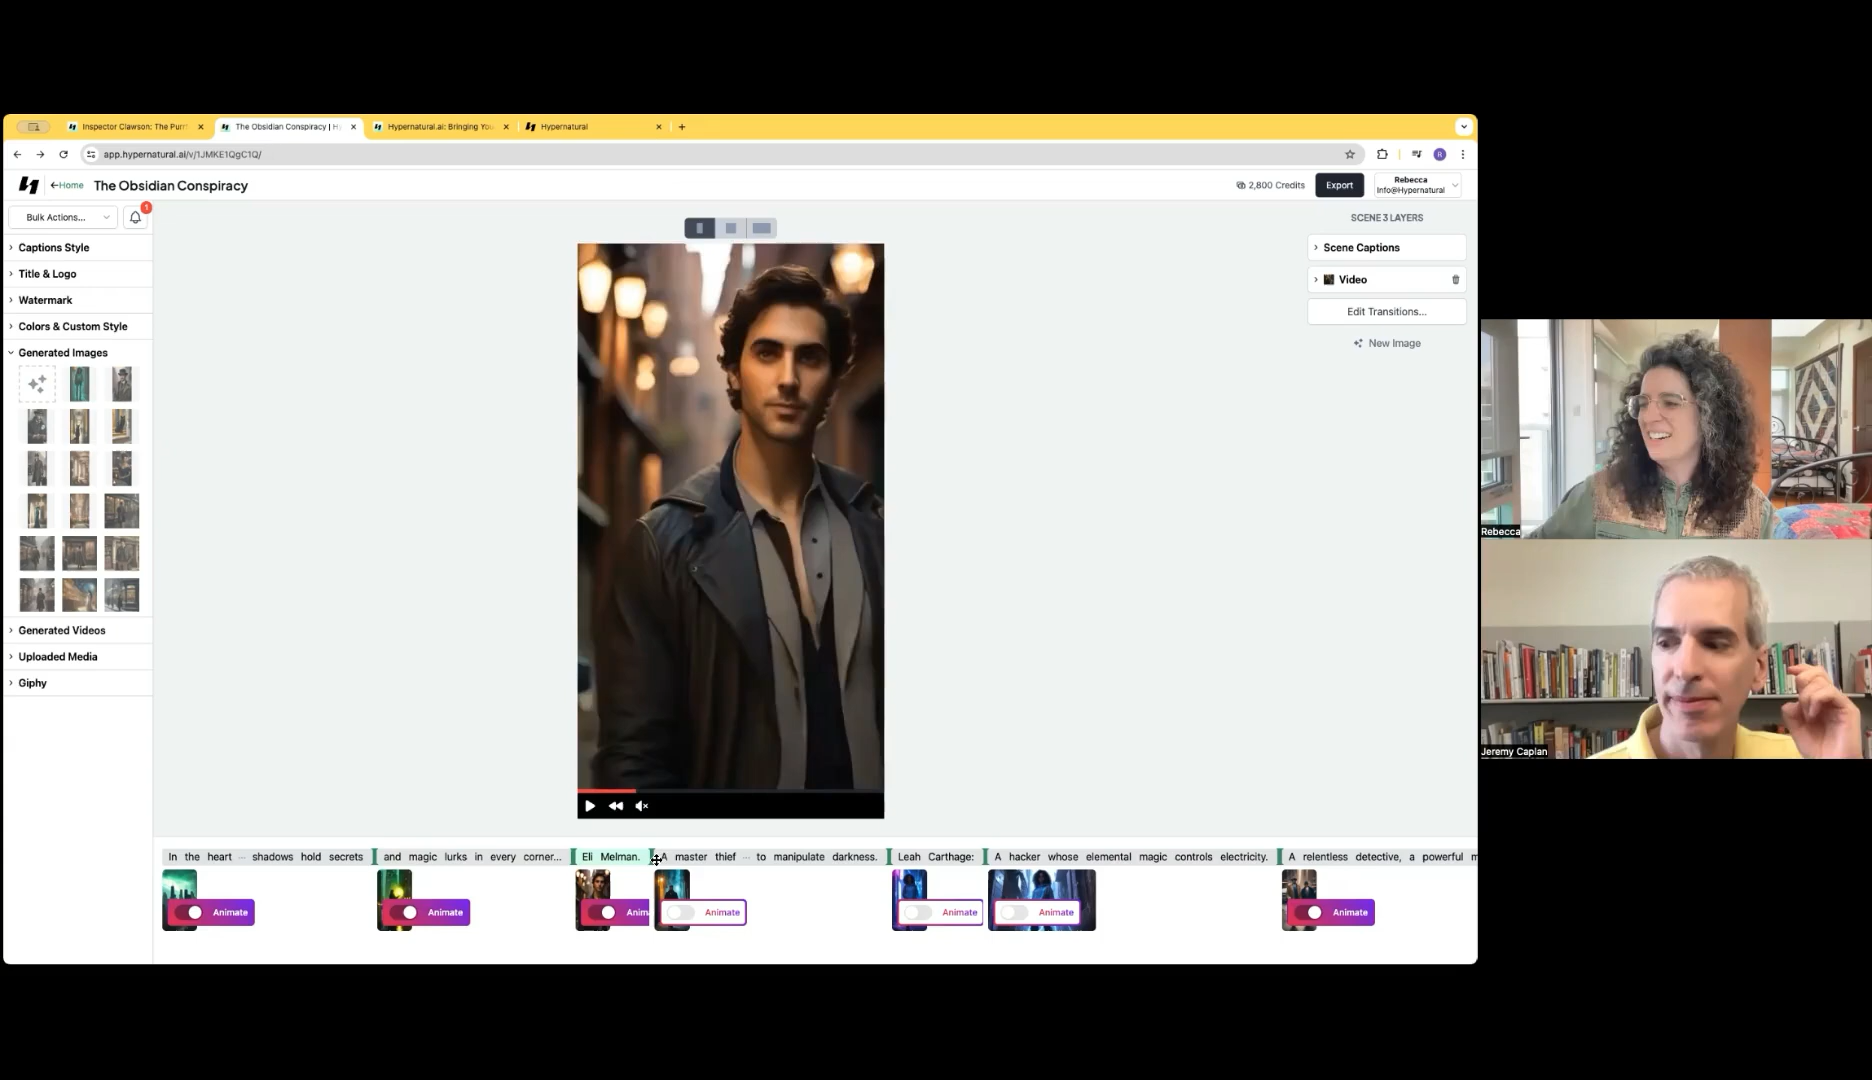 Inspector Clawson: The Purr
The Obsidian Conspiracy | Hy
Hypernatural.ai: Bringing You
Hypernatural
app.hypernatural.ai/v/1JMKE1QgC1Q/
Home
The Obsidian Conspiracy
2,800 Credits
Export
Rebecca
Info@Hypernatural
R
Bulk Actions...
1
Captions Style
Title & Logo
Watermark
Colors & Custom Style
Generated Images
Generated Videos
Uploaded Media
Giphy
SCENE 3 LAYERS
Scene Captions
Video
Edit Transitions...
New Image
Rebecca
Jeremy Caplan
In the heart ... shadows hold secrets
and magic lurks in every corner...
Eli Melman.
A master thief ... to manipulate darkness.
Leah Carthage:
A hacker whose elemental magic controls electricity.
A relentless detective, a powerful m
Animate
Animate
Anim
Animate
Animate
Animate
Animate